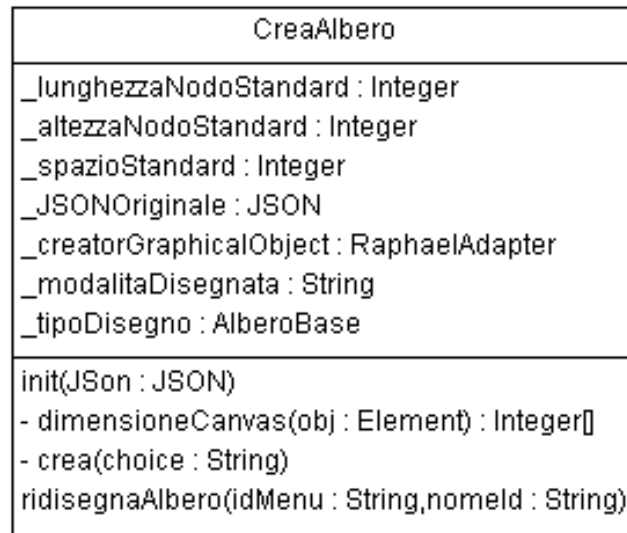 CreaAlbero
_lunghezzaNodoStandard : Integer
_altezzaNodoStandard : Integer
_spazioStandard : Integer
_JSONOriginale : JSON
_creatorGraphicalObject : RaphaelAdapter
_modalitaDisegnata : String
_tipoDisegno : AlberoBase
init(JSon : JSON)
- dimensioneCanvas(obj : Element) : Integer[]
- crea(choice : String)
ridisegnaAlbero(idMenu : String,nomeId : String)